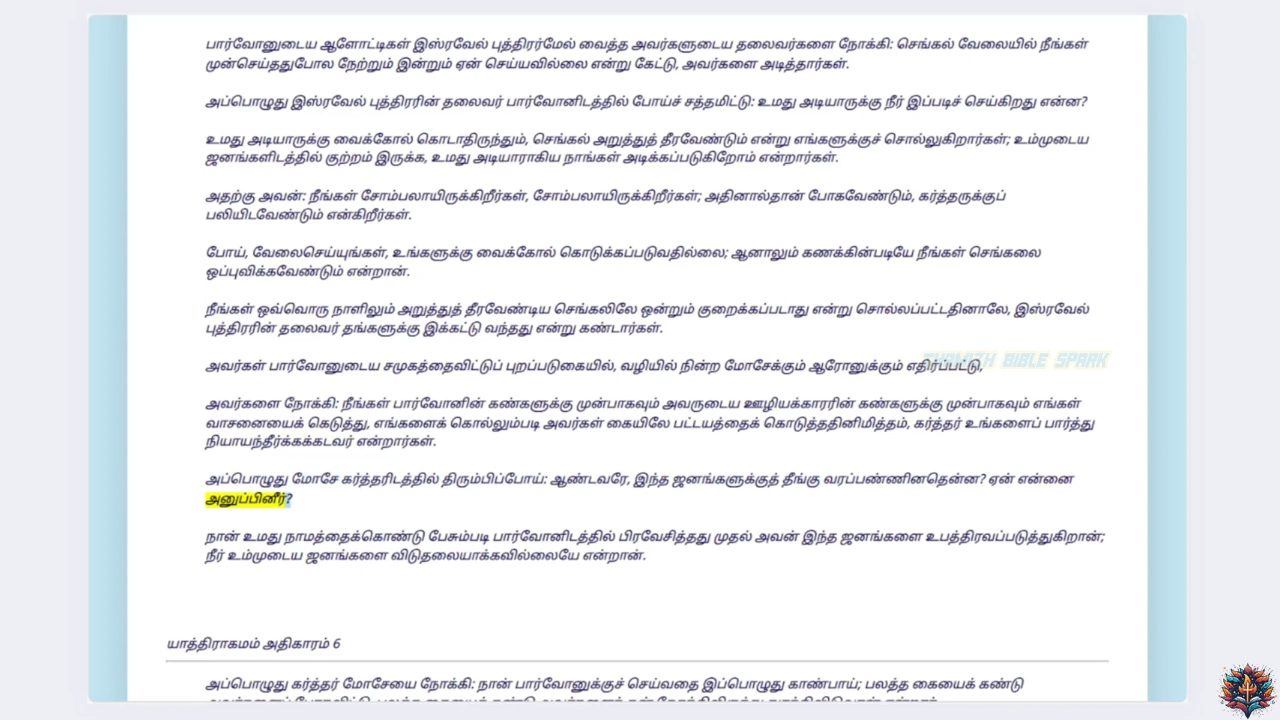 பார்வோனுடைய ஆளோட்டிகள் இஸ்ரவேல் புத்திரர்மேல் வைத்த அவர்களுடைய தலைவர்களை நோக்கி: செங்கல் வேலையில் நீங்கள்
முன்செய்ததுபோல நேற்றும் இன்றும் ஏன் செய்யவில்லை என்று கேட்டு, அவர்களை அடித்தார்கள்.
அப்பொழுது இஸ்ரவேல் புத்திரரின் தலைவர் பார்வோனிடத்தில் போய்ச் சத்தமிட்டு: உமது அடியாருக்கு நீர் இப்படிச் செய்கிறது என்ன?
உமது அடியாருக்கு வைக்கோல் கொடாதிருந்தும், செங்கல் அறுத்துத் தீரவேண்டும் என்று எங்களுக்குச் சொல்லுகிறார்கள்; உம்முடைய
ஜனங்களிடத்தில் குற்றம் இருக்க, உமது அடியாராகிய நாங்கள் அடிக்கப்படுகிறோம் என்றார்கள்.
அதற்கு அவன்: நீங்கள் சோம்பலாயிருக்கிறீர்கள், சோம்பலாயிருக்கிறீர்கள்; அதினால்தான் போகவேண்டும், கர்த்தருக்குப்
பலியிடவேண்டும் என்கிறீர்கள்.
போய், வேலைசெய்யுங்கள், உங்களுக்கு வைக்கோல் கொடுக்கப்படுவதில்லை; ஆனாலும் கணக்கின்படியே நீங்கள் செங்கலை
ஒப்புவிக்கவேண்டும் என்றான்.
நீங்கள் ஒவ்வொரு நாளிலும் அறுத்துத் தீரவேண்டிய செங்கலிலே ஒன்றும் குறைக்கப்படாது என்று சொல்லப்பட்டதினாலே, இஸ்ரவேல்
புத்திரரின் தலைவர் தங்களுக்கு இக்கட்டு வந்தது என்று கண்டார்கள்.
அவர்கள் பார்வோனுடைய சமுகத்தைவிட்டுப் புறப்படுகையில், வழியில் நின்ற மோசேக்கும் ஆரோனுக்கும் எதிர்ப்பட்டு,
BIBLE SPARK
அவர்களை நோக்கி: நீங்கள் பார்வோனின் கண்களுக்கு முன்பாகவும் அவருடைய ஊழியக்காரரின் கண்களுக்கு முன்பாகவும் எங்கள்
வாசனையைக் கெடுத்து, எங்களைக் கொல்லும்படி அவர்கள் கையிலே பட்டயத்தைக் கொடுத்ததினிமித்தம், கர்த்தர் உங்களைப் பார்த்து
நியாயந்தீர்க்கக்கடவர் என்றார்கள்.
அப்பொழுது மோசே கர்த்தரிடத்தில் திரும்பிப்போய்: ஆண்டவரே, இந்த ஜனங்களுக்குத் தீங்கு வரப்பண்ணினதென்ன? ஏன் என்னை
அனுப்பினீர்?
நான் உமது நாமத்தைக்கொண்டு பேசும்படி பார்வோனிடத்தில் பிரவேசித்தது முதல் அவன் இந்த ஜனங்களை உபத்திரவப்படுத்துகிறான்;
நீர் உம்முடைய ஜனங்களை விடுதலையாக்கவில்லையே என்றான்.
யாத்திராகமம் அதிகாரம் 6
அப்பொழுது கர்த்தர் மோசேயை நோக்கி: நான் பார்வோனுக்குச் செய்வதை இப்பொழுது காண்பாய்; பலத்த கையைக் கண்டு